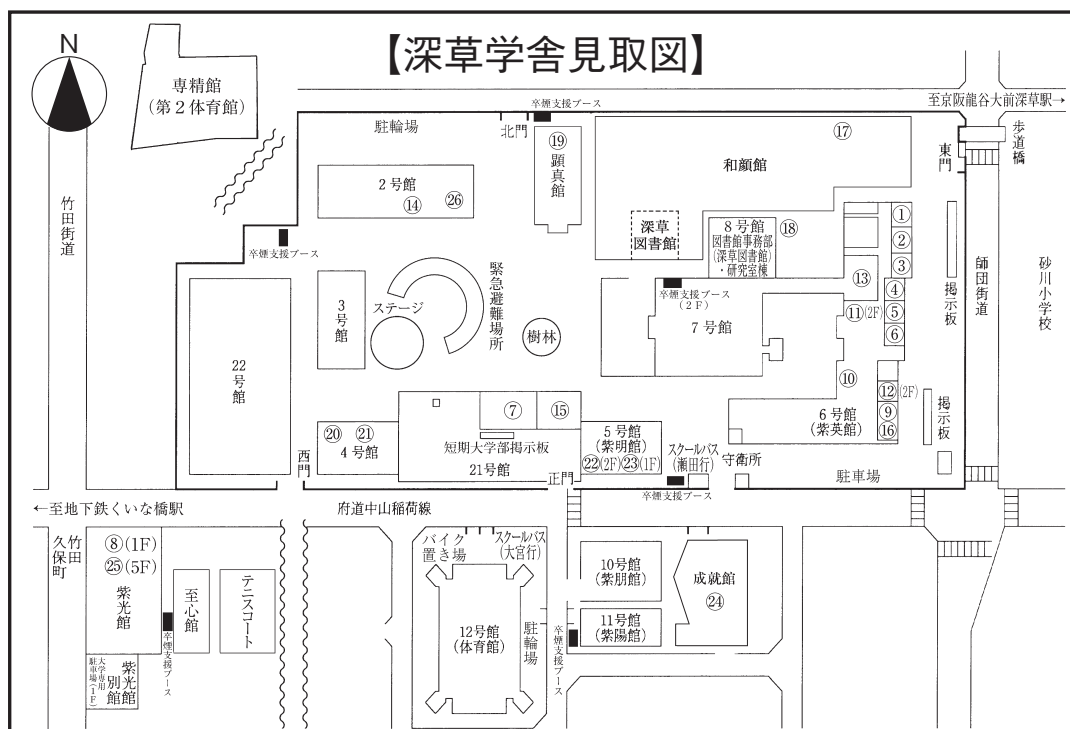 【深草学舎見取図】
N
専精館
(第２体育館)
竹田街道
駐輪場
卒煙支援ブース
北門
至京阪龍谷大前深草駅→
歩道橋
東門
⑲
顕真館
⑰
和顔館
２号館
⑭
㉖
深草
図書館
８号館
図書館事務部
(深草図書館)
・研究室棟
⑱
①
②
③
④
⑤
⑥
⑬
⑪(2F)
掲示板
師団街道
砂川小学校
卒煙支援ブース
緊急避難場所
ステージ
３号館
樹林
卒煙支援ブース
(２Ｆ)
７号館
22号館
⑩
⑫(2F)
⑨
⑯
掲示板
６号館
(紫英館)
⑦
⑮
短期大学部掲示板
21号館
⑳
㉑
４号館
西門
５号館
(紫明館)
㉒(2F)㉓(1F)
正門
スクールバス
(瀬田行)
守衛所
駐車場
卒煙支援ブース
←至地下鉄くいな橋駅
府道中山稲荷線
竹田
久保町
⑧(1F)
㉕(5F)
紫光館
至心館
テニスコート
卒煙支援ブース
紫光館
別館
大学専用
駐車場(1F)
バイク
置き場
スクールバス
(大宮行)
12号館
(体育館)
駐輪場
卒煙支援ブース
10号館
(紫朋館)
11号館
(紫陽館)
成就館
㉔